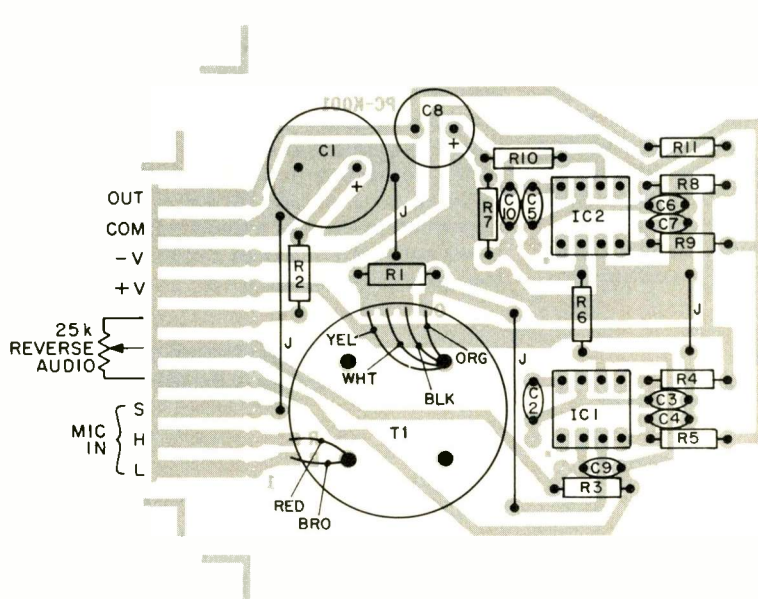 PC-K001
C8
C1
+
+
R10
R11
R8
R7
C10
C5
IC2
C6
C7
R9
OUT
COM
-V
+V
J
R2
R1
25k
REVERSE
AUDIO
J
YEL
WHT
ORG
BLK
J
R6
J
S
MIC
IN
H
L
T1
C2
IC1
R4
C3
C4
R5
C9
R3
RED
BRO
1